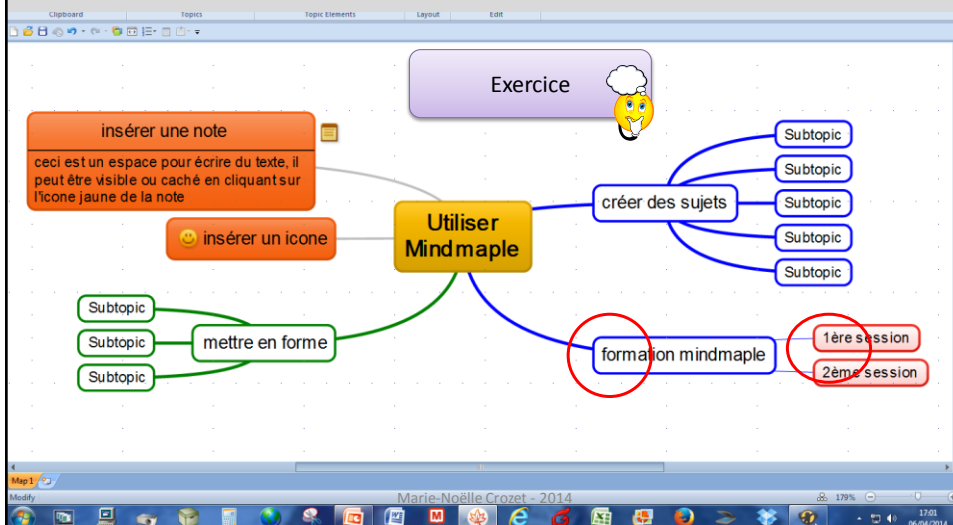 Clipboard
Topics
Topic Elements
Layout
Edit
Exercice
insérer une note
ceci est un espace pour écrire du texte, il
peut être visible ou caché en cliquant sur
l'icone jaune de la note
insérer un icone
Utiliser
Mindmaple
créer des sujets
Subtopic
Subtopic
Subtopic
Subtopic
Subtopic
Subtopic
Subtopic
Subtopic
mettre en forme
formation mindmaple
1ère session
2ème session
Map 1
Modify
Marie-Noëlle Crozet - 2014
179%
17:01
06/04/2014